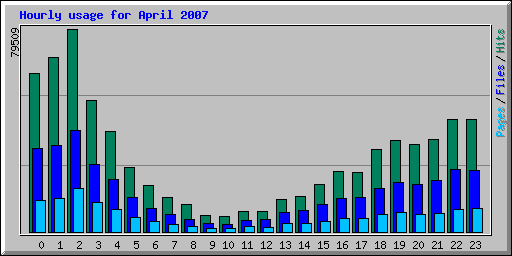 Hourly usage for April 2007
79509
Pages / Files / Hits
0 1 2 3 4 5 6 7 8 9 10 11 12 13 14 15 16 17 18 19 20 21 22 23